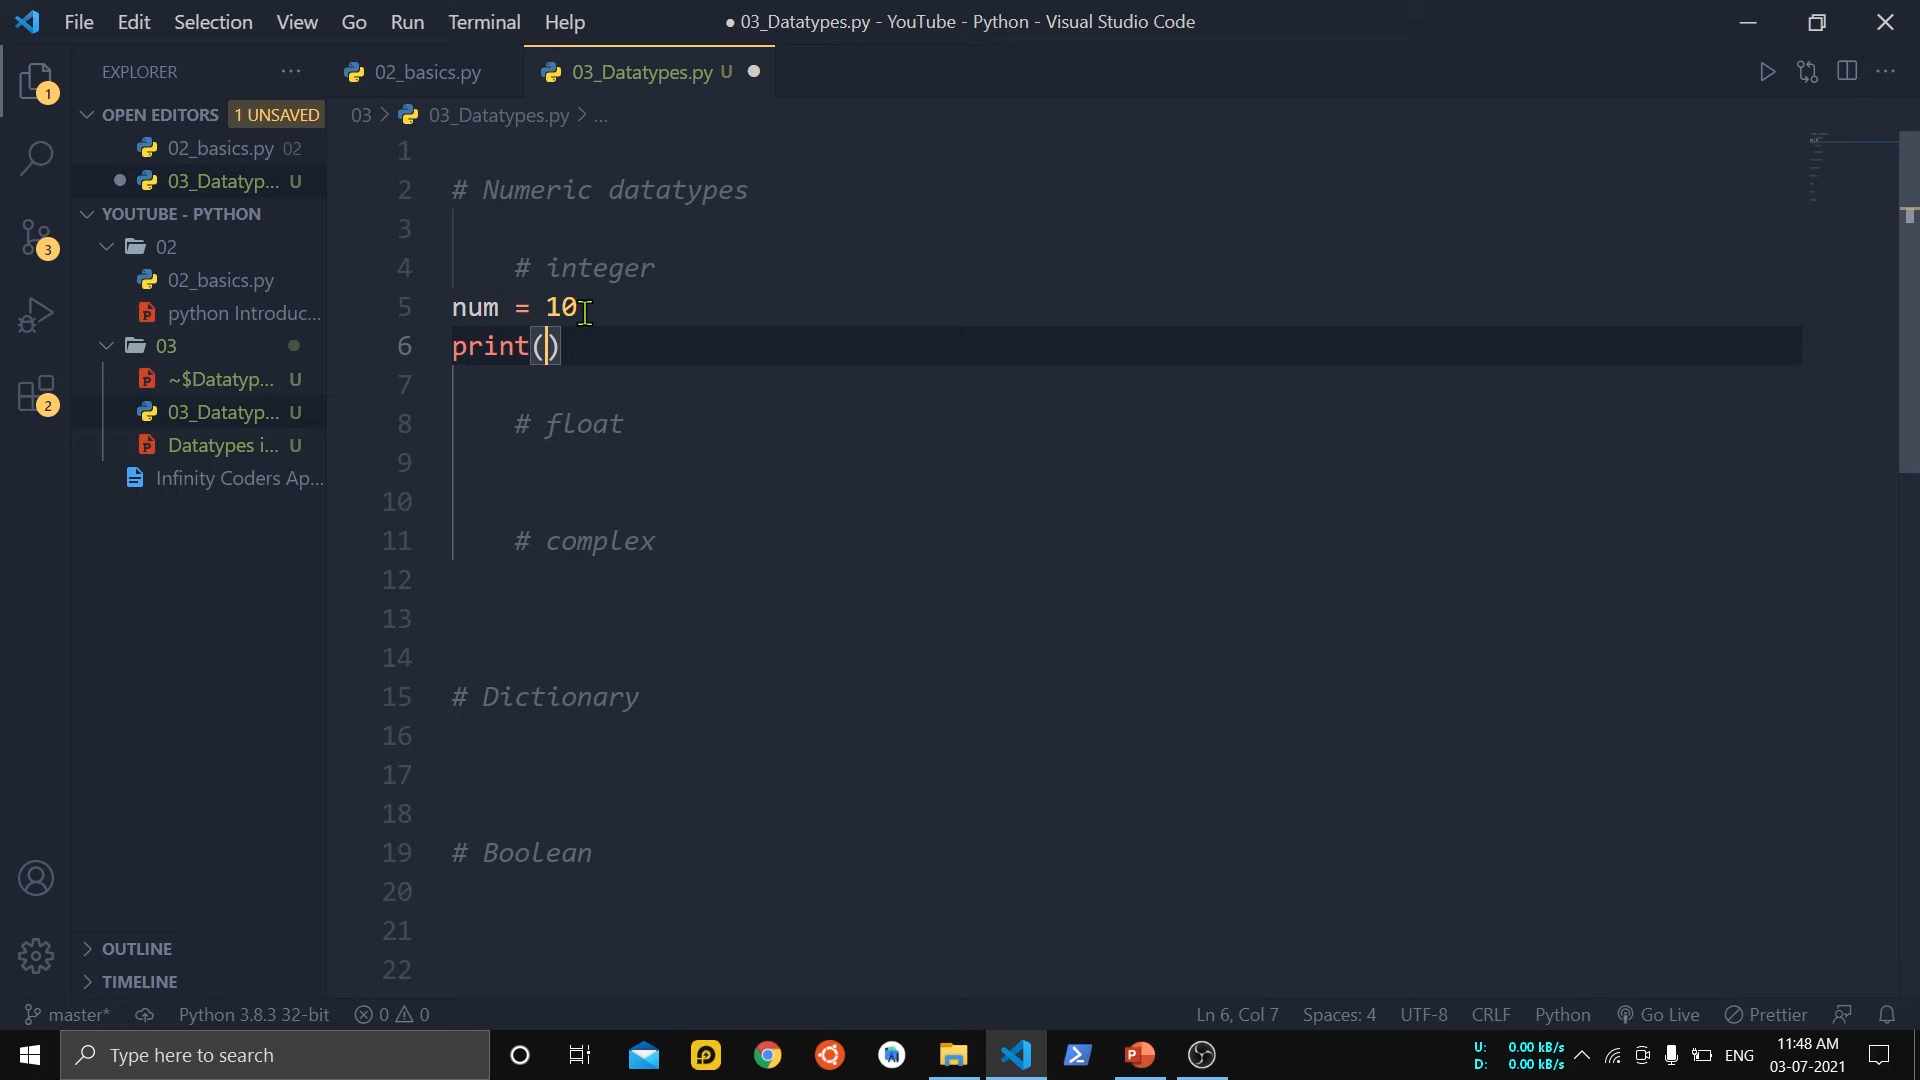 File Edit Selection View Go Run Terminal Help
● 03_Datatypes.py - YouTube - Python - Visual Studio Code
EXPLORER
OPEN EDITORS 1 UNSAVED
02_basics.py 02
03_Datatyp... U
YOUTUBE - PYTHON
02
02_basics.py
python Introduc...
03
~$Datatyp... U
03_Datatyp... U
Datatypes i... U
Infinity Coders Ap...
OUTLINE
TIMELINE
1
3
2
02_basics.py
03_Datatypes.py U
03 > 03_Datatypes.py > ...
1
2 # Numeric datatypes
3
4 # integer
5 num = 10
6 print()
7
8 # float
9
10
11 # complex
12
13
14
15 # Dictionary
16
17
18
19 # Boolean
20
21
22
master* Python 3.8.3 32-bit 0 0
Ln 6, Col 7 Spaces: 4 UTF-8 CRLF Python Go Live Prettier
Type here to search
U: 0.00 kB/s
D: 0.00 kB/s
ENG
11:48 AM
03-07-2021